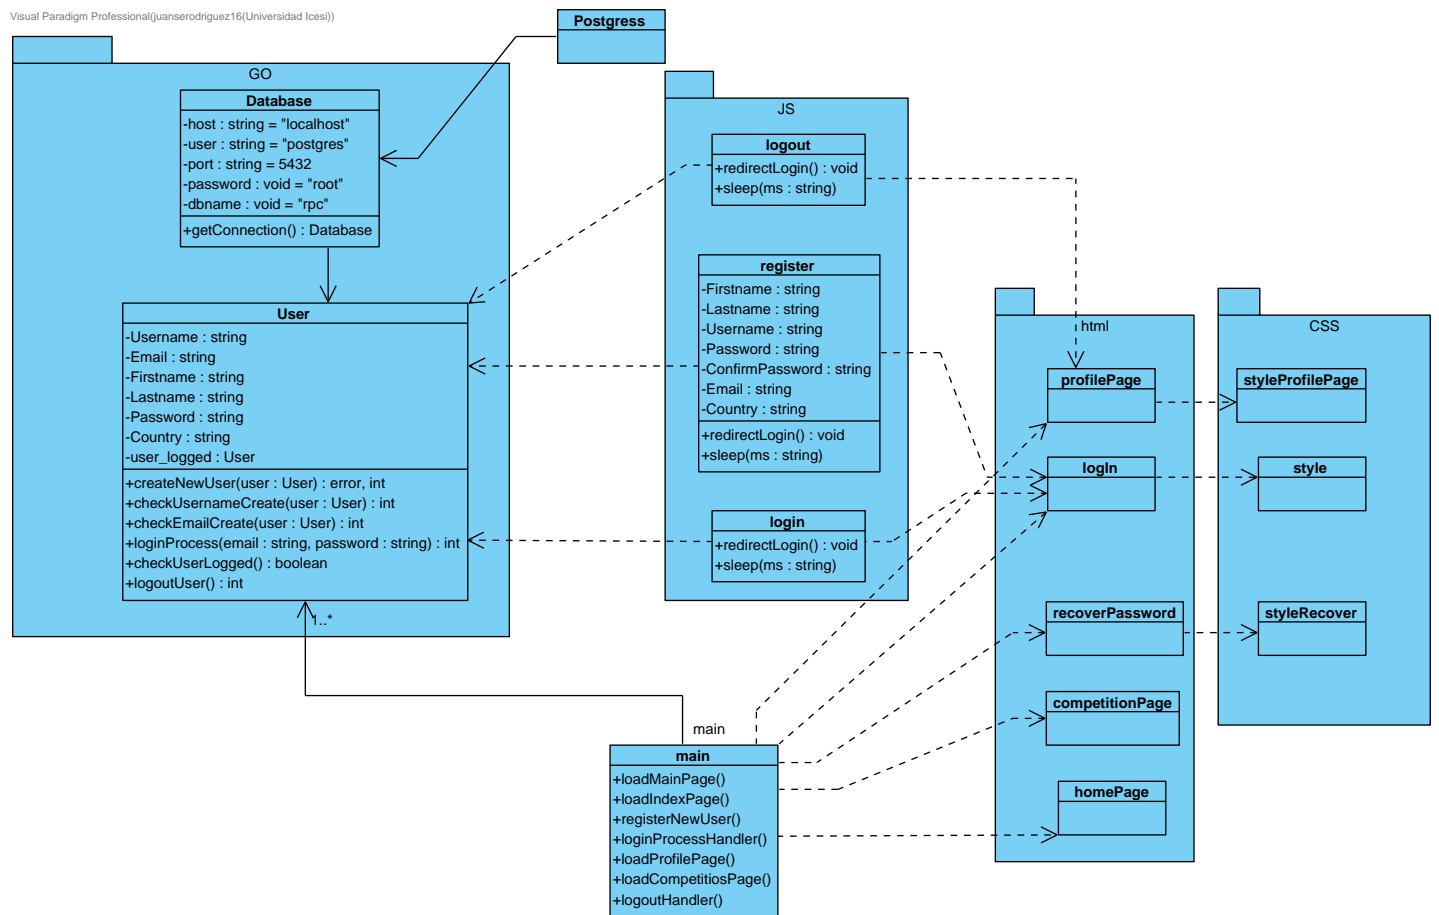 Visual Paradigm Professional(juanserodriguez16(Universidad Icesi))
Postgress
GO
Database
-host : string = "localhost"
-user : string = "postgres"
-port : string = 5432
-password : void = "root"
-dbname : void = "rpc"
+getConnection() : Database
User
-Username : string
-Email : string
-Firstname : string
-Lastname : string
-Password : string
-Country : string
-user_logged : User
+createNewUser(user : User) : error, int
+checkUsernameCreate(user : User) : int
+checkEmailCreate(user : User) : int
+loginProcess(email : string, password : string) : int
+checkUserLogged() : boolean
+logoutUser() : int
1..*
JS
logout
+redirectLogin() : void
+sleep(ms : string)
register
-Firstname : string
-Lastname : string
-Username : string
-Password : string
-ConfirmPassword : string
-Email : string
-Country : string
+redirectLogin() : void
+sleep(ms : string)
login
+redirectLogin() : void
+sleep(ms : string)
html
profilePage
logIn
recoverPassword
competitionPage
homePage
CSS
styleProfilePage
style
styleRecover
main
main
+loadMainPage()
+loadIndexPage()
+registerNewUser()
+loginProcessHandler()
+loadProfilePage()
+loadCompetitiosPage()
+logoutHandler()